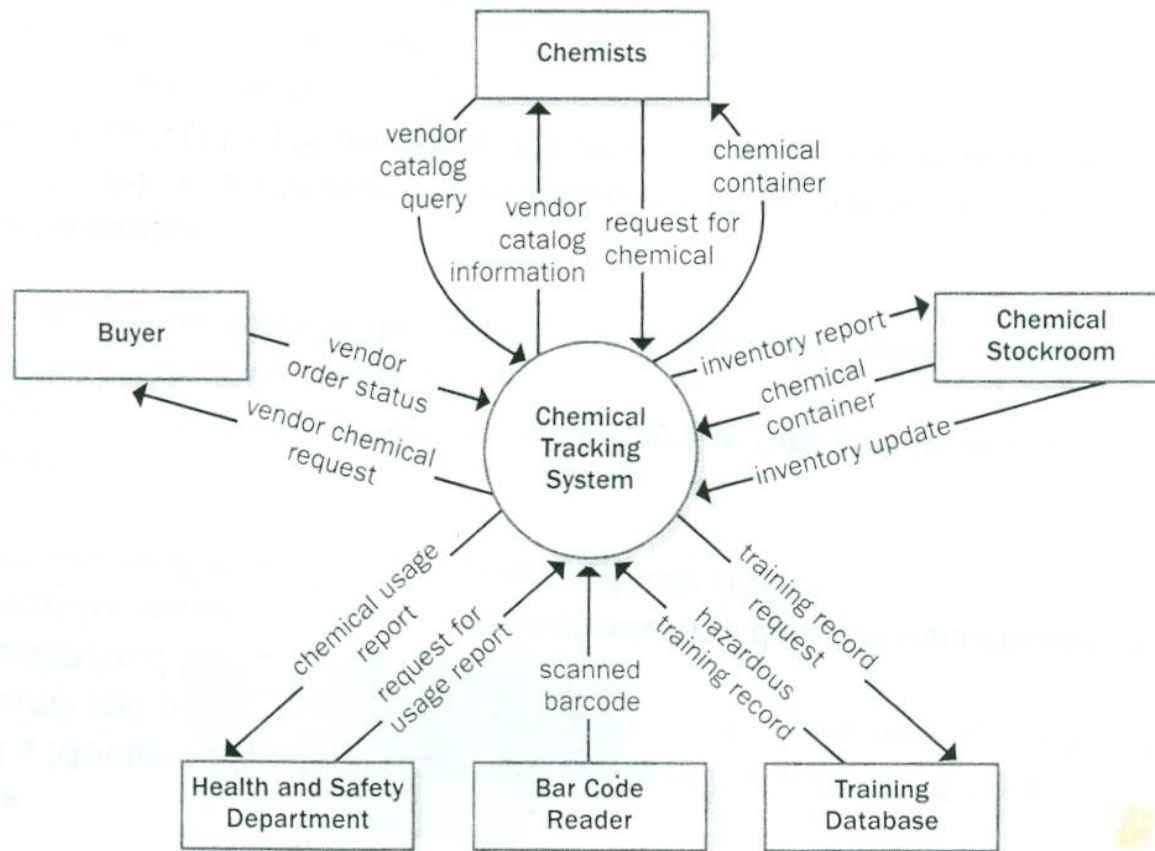 Chemists
vendor
catalog
query
vendor
catalog
information
request for
chemical
chemical
container
Buyer
vendor
order status
vendor chemical
request
Chemical
Tracking
System
inventory report
chemical
container
inventory update
Chemical
Stockroom
chemical usage
report
request for
usage report
scanned
barcode
hazardous
training record
training record
request
Health and Safety
Department
Bar Code
Reader
Training
Database